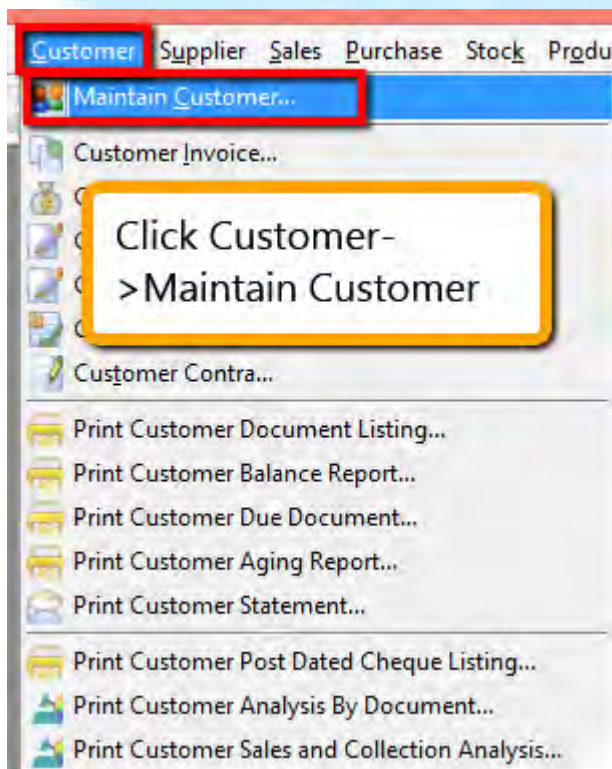 Customer Supplier Sales Purchase Stock Produ
Maintain Customer...
Customer Invoice...
C
Click Customer-
>Maintain Customer
C
C
C
Customer Contra...
Print Customer Document Listing...
Print Customer Balance Report...
Print Customer Due Document...
Print Customer Aging Report...
Print Customer Statement...
Print Customer Post Dated Cheque Listing...
Print Customer Analysis By Document...
Print Customer Sales and Collection Analysis...